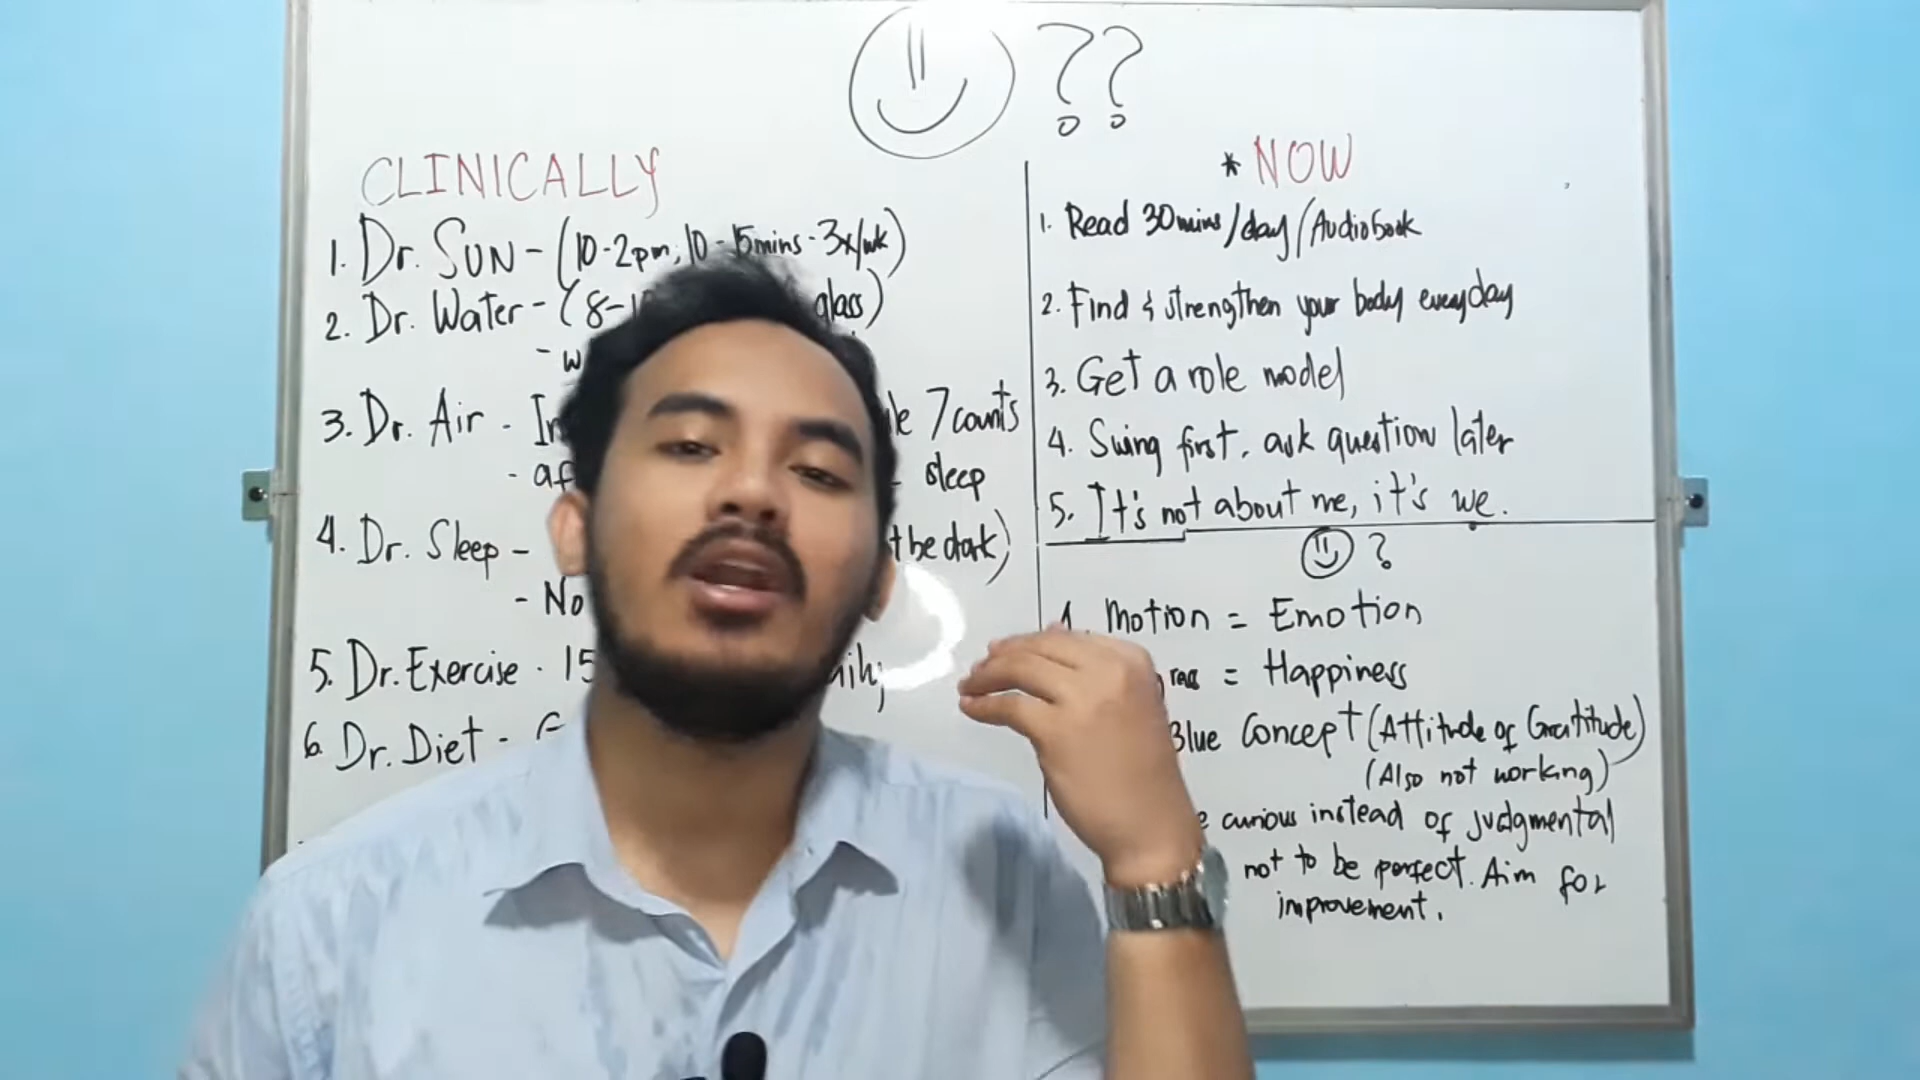 ??
CLINICALLY
1. Dr. SUN - (10-2pm; 10-15mins - 3x/wk)
2. Dr. Water - (8- glass)
3. Dr. Air - 7 counts
- sleep
4. Dr. Sleep - be dark)
- No
5. Dr. Exercise - 15
6. Dr. Diet -
* NOW
1. Read 30mins/day/Audiobook
2. Find & strengthen your body everyday
3. Get a role model
4. Swing first, ask question later
5. It's not about me, it's we.
?
1. Motion = Emotion
= Happiness
Blue Concept (Attitude of Gratitude)
(Also not working)
curious instead of judgmental
not to be perfect. Aim for
improvement.